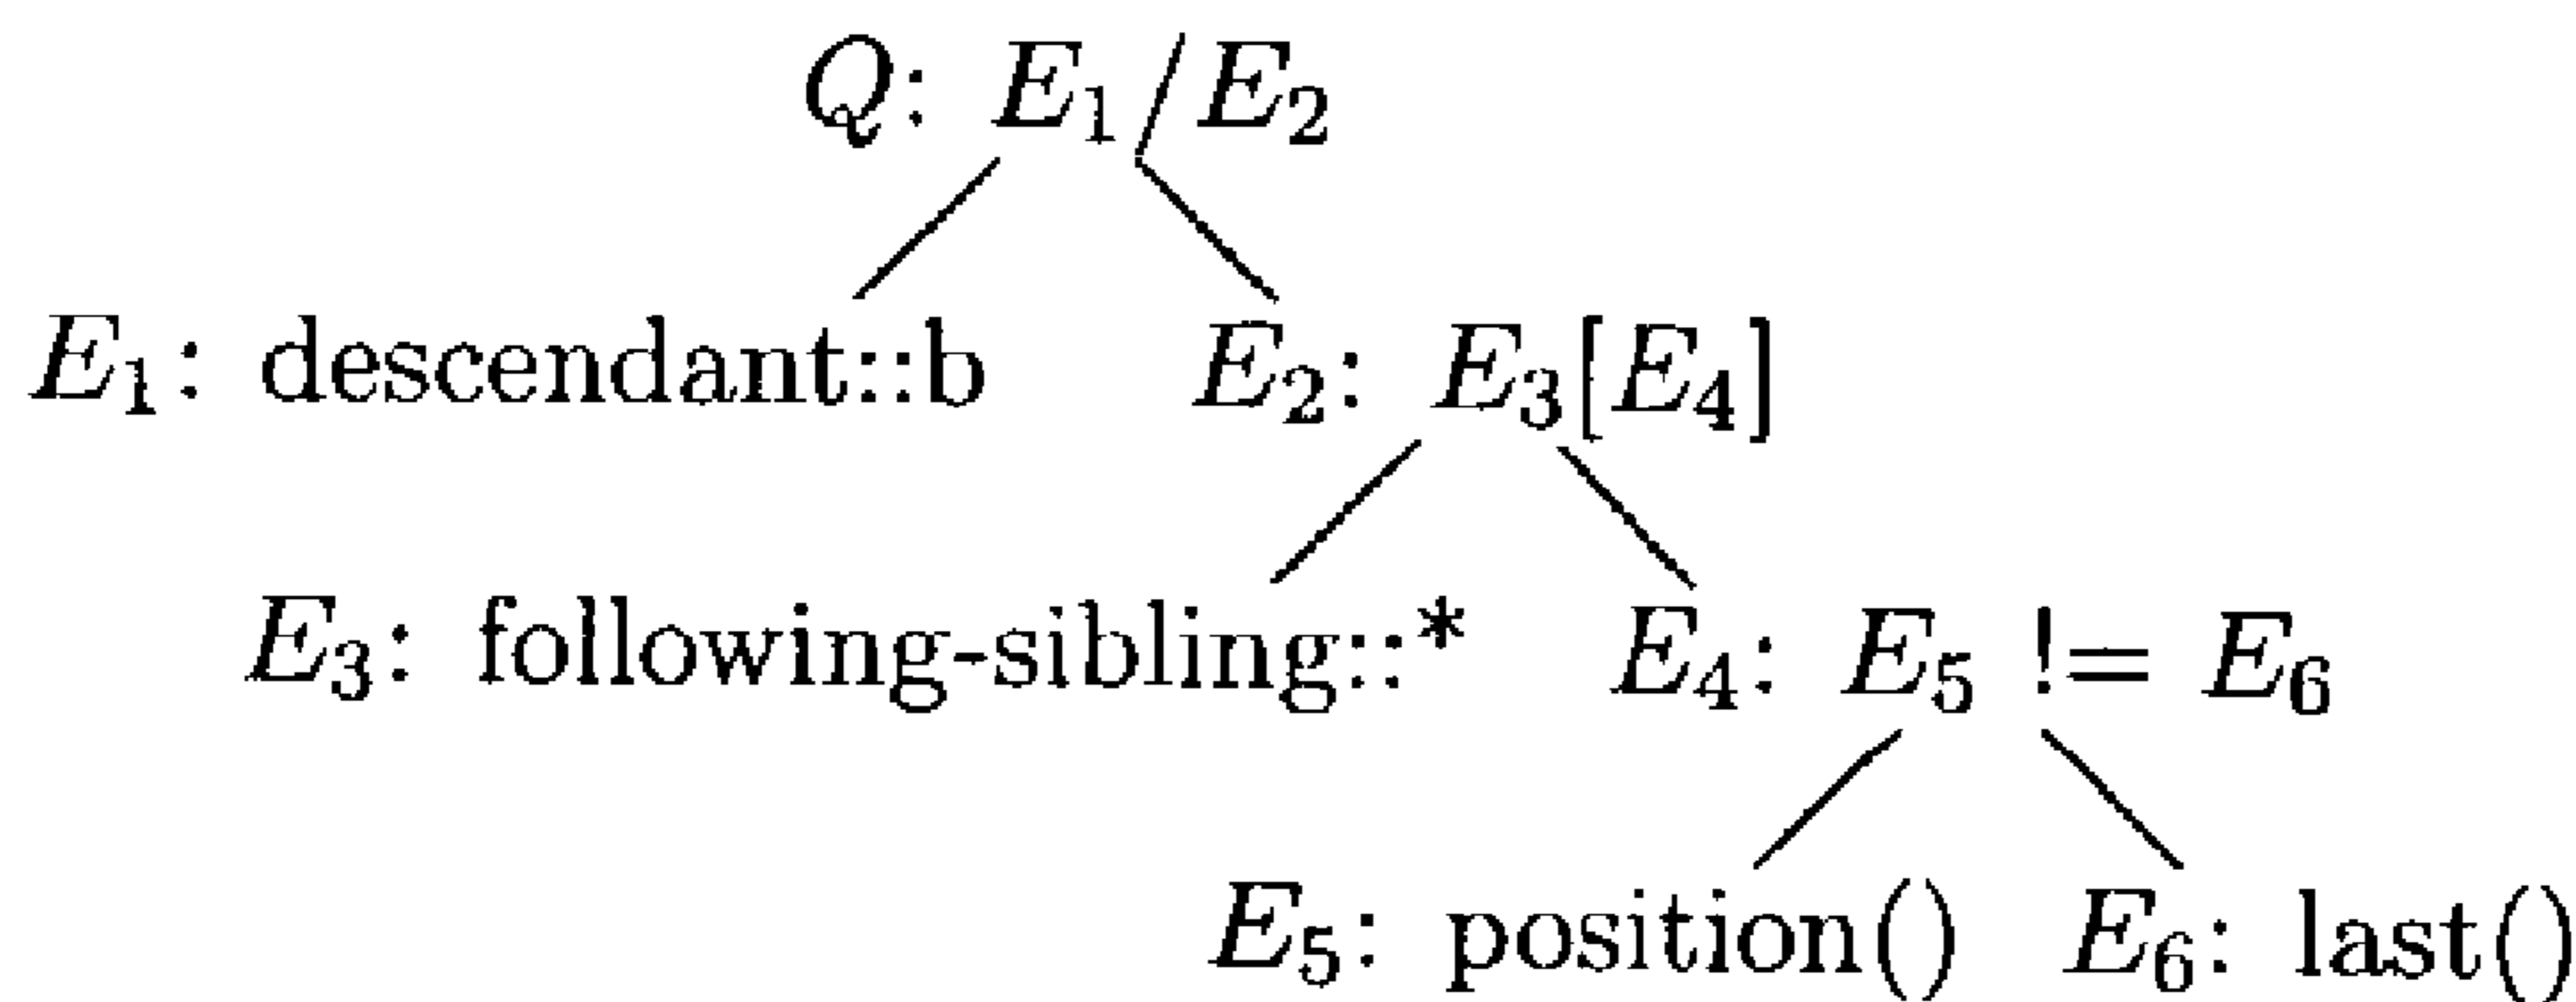 Q: E₁/E₂
E₁: descendant::b E₂: E₃[E₄]
E₃: following-sibling::* E₄: E₅ != E₆
E₅: position() E₆: last()